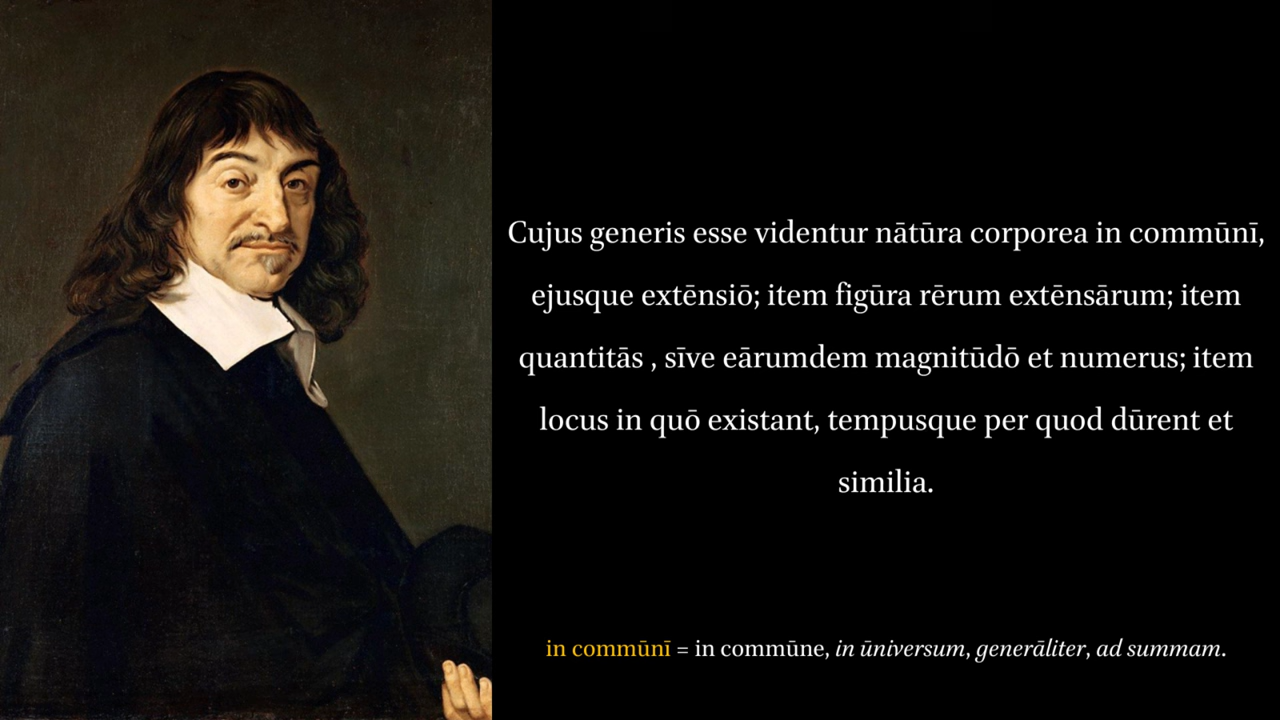 Cujus generis esse videntur nātūra corporea in commūnī,
ejusque extēnsiō; item figūra rērum extēnsārum; item
quantitās , sīve eārumdem magnitūdō et numerus; item
locus in quō existant, tempusque per quod dūrent et
similia.
in commūnī = in commūne, in ūniversum, generāliter, ad summam.